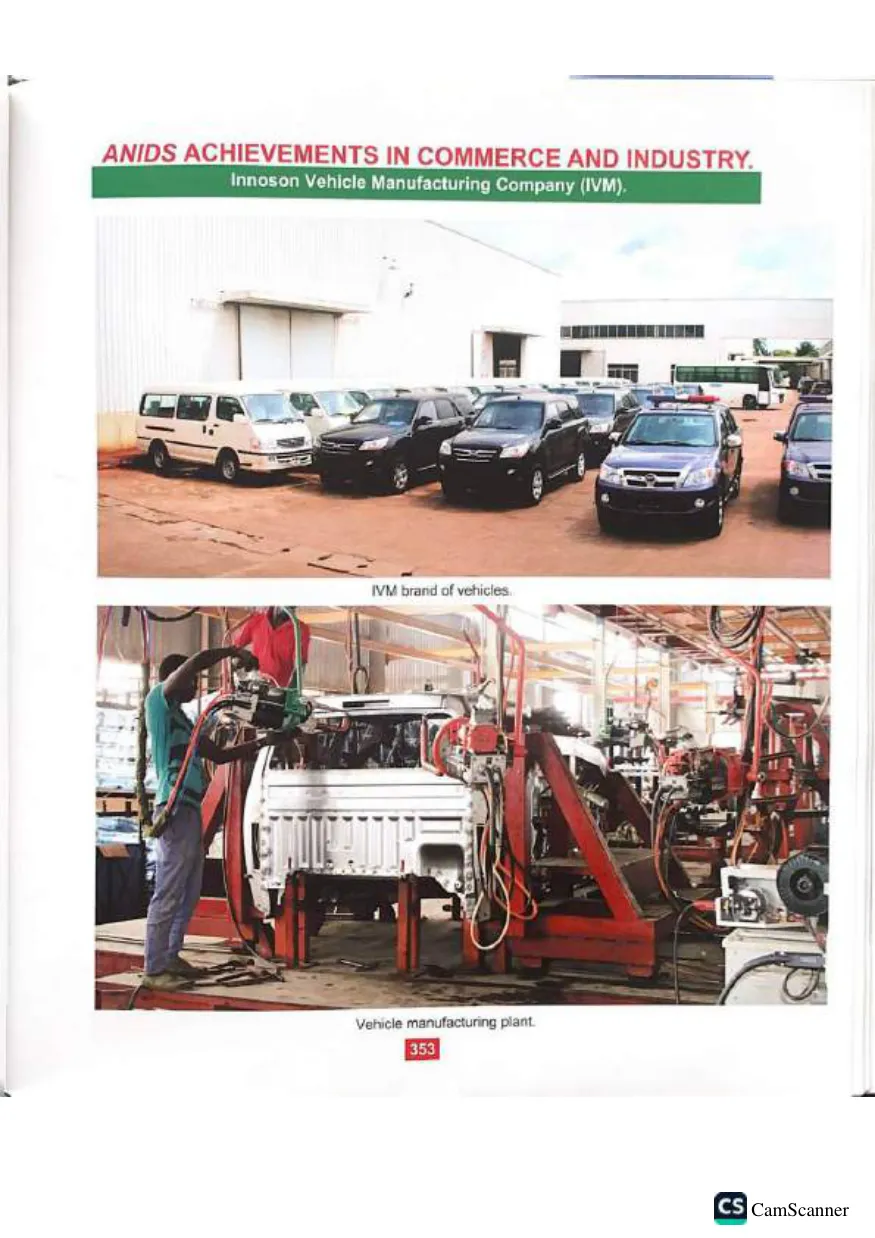 ANIDS ACHIEVEMENTS IN COMMERCE AND INDUSTRY.
Innoson Vehicle Manufacturing Company (IVM).
IVM brand of vehicles.
Vehicle manufacturing plant.
353
CS CamScanner